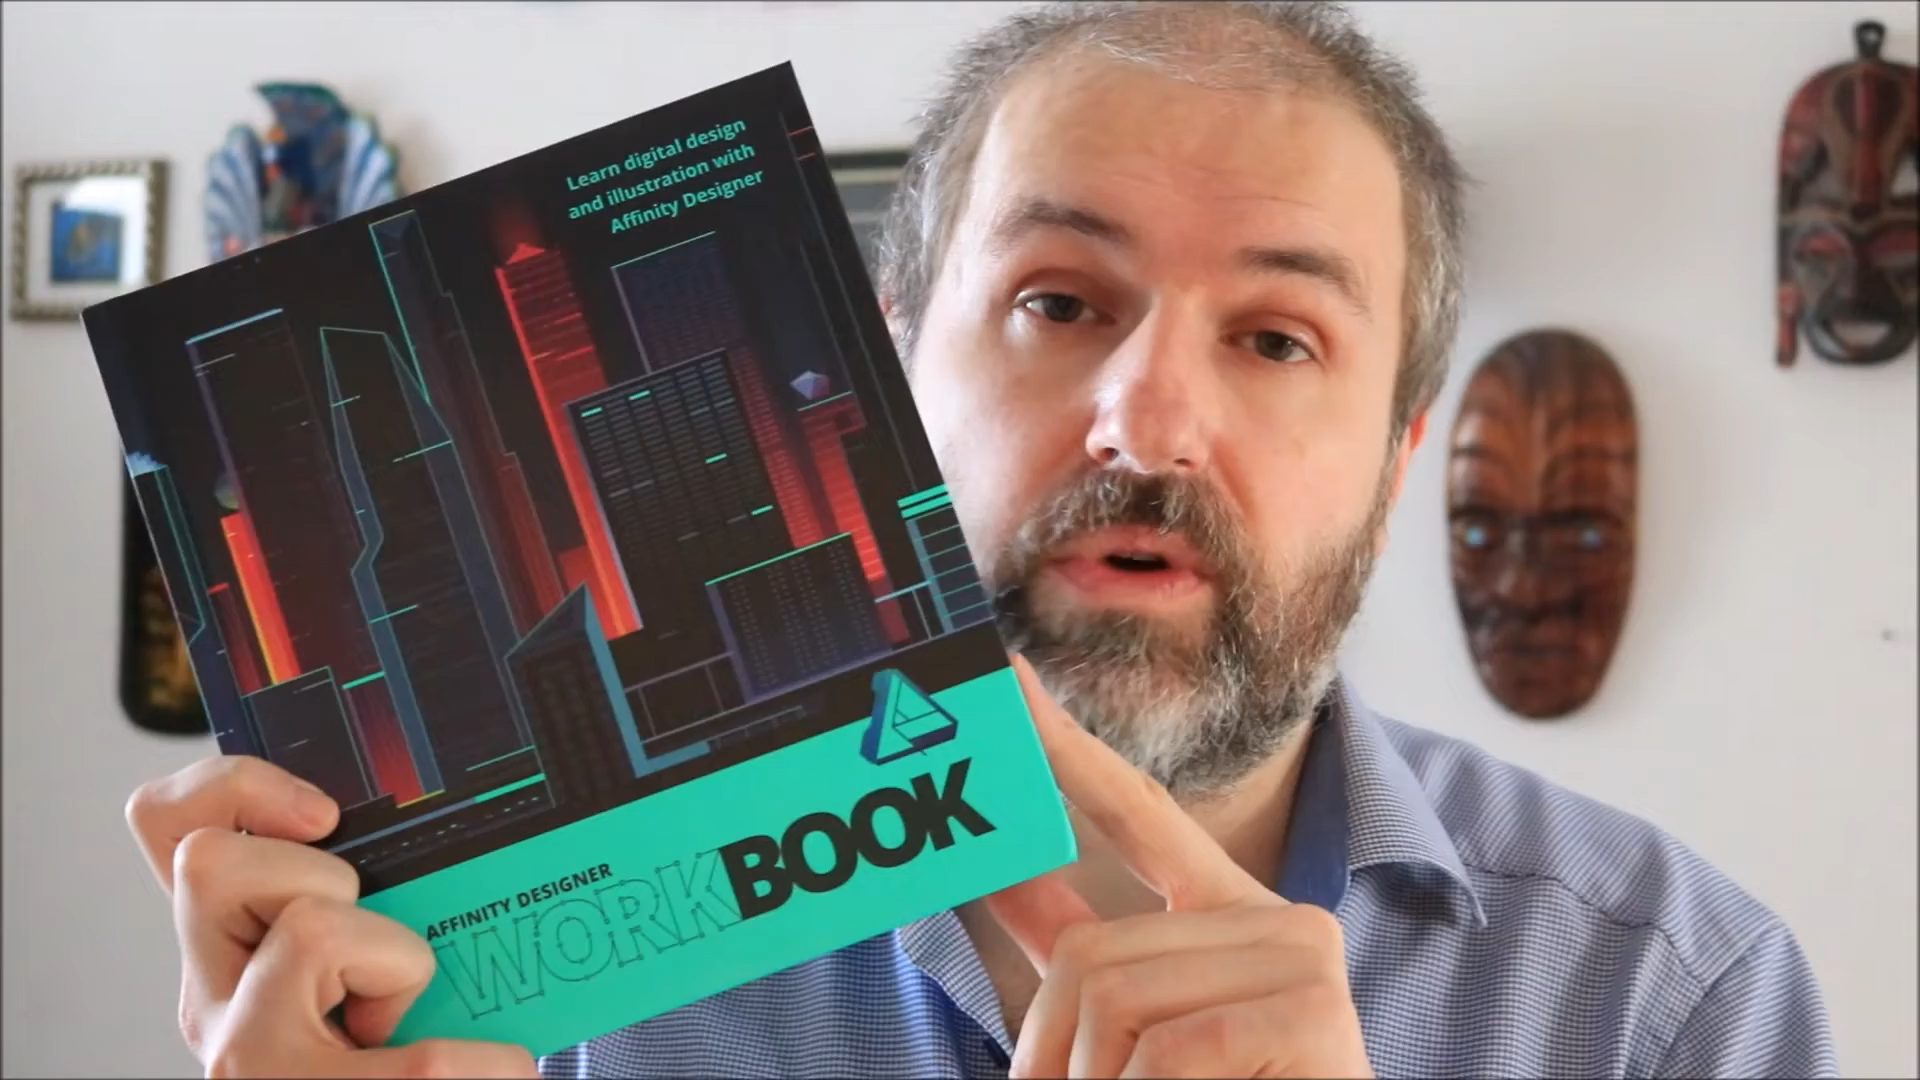 Learn digital design
and illustration with
Affinity Designer
AFFINITY DESIGNER
WORKBOOK